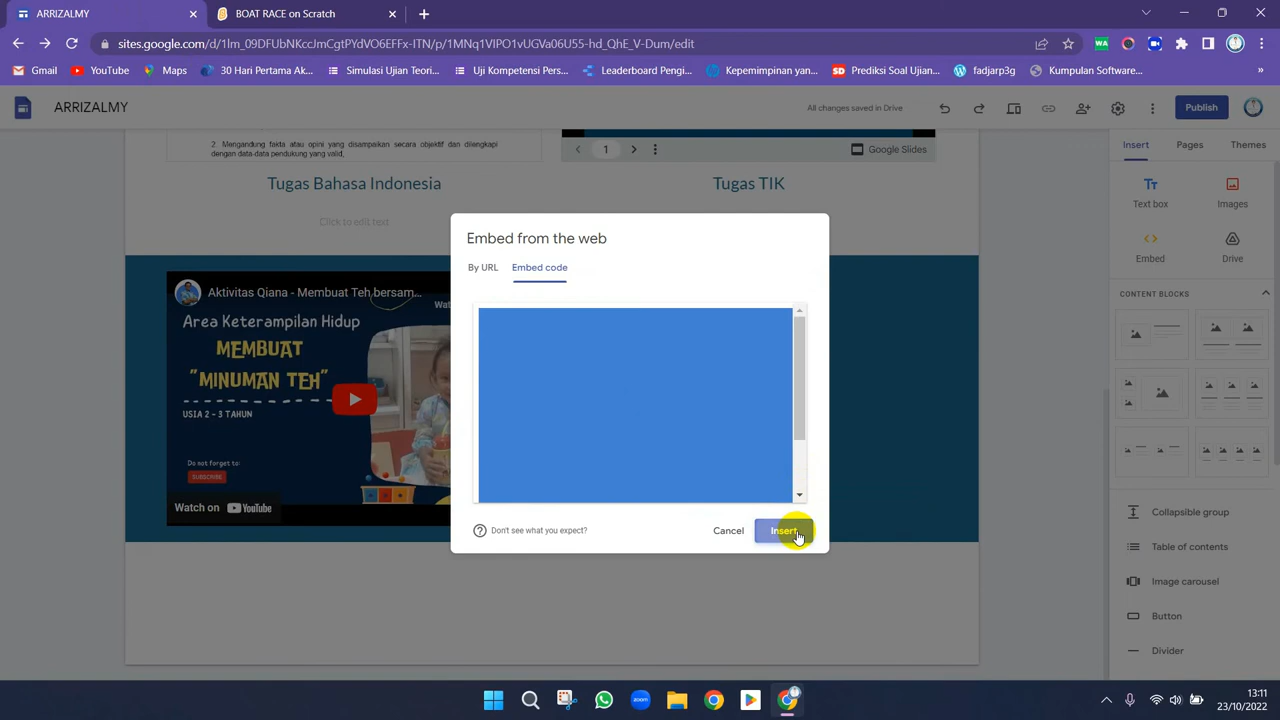 ARRIZALMY
BOAT RACE on Scratch
sites.google.com/d/1lm_09DFUbNKccJmCgtPYdVO6EFFx-ITN/p/1MNq1VIPO1vUGVa06U55-hd_QhE_V-Dum/edit
Gmail
YouTube
Maps
30 Hari Pertama Ak...
Simulasi Ujian Teori...
Uji Kompetensi Pers...
Leaderboard Pengi...
Kepemimpinan yan...
Prediksi Soal Ujian...
fadjarp3g
Kumpulan Software...
»
ARRIZALMY
All changes saved in Drive
Publish
2. Mengandung fakta atau opini yang disampaikan secara objektif dan dilengkapi
dengan data-data pendukung yang valid,
1
Google Slides
Tugas Bahasa Indonesia
Tugas TIK
Click to edit text
Aktivitas Qiana - Membuat Teh bersam...
Wat
Area Keterampilan Hidup
MEMBUAT
"MINUMAN TEH"
USIA 2 - 3 TAHUN
Do not forget to:
SUBSCRIBE
Watch on YouTube
Embed from the web
By URL
Embed code
Don't see what you expect?
Cancel
Insert
Insert
Pages
Themes
Text box
Images
Embed
Drive
CONTENT BLOCKS
Collapsible group
Table of contents
Image carousel
Button
Divider
zoom
13:11
23/10/2022